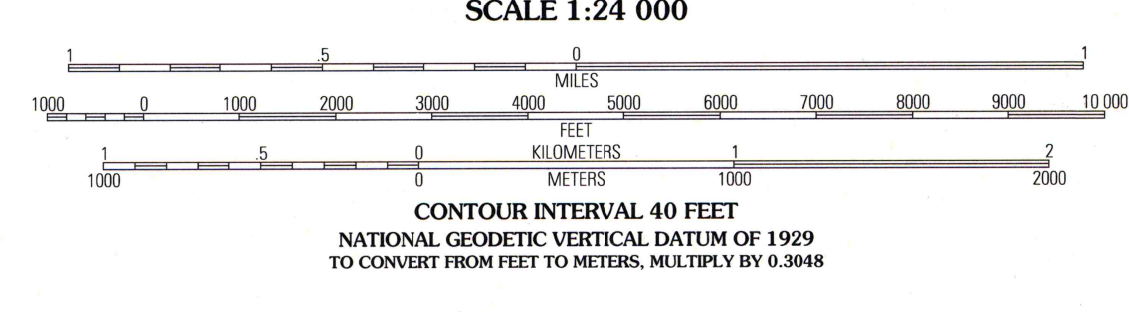 SCALE 1:24 000
1 .5 0 1
MILES
1000 0 1000 2000 3000 4000 5000 6000 7000 8000 9000 10 000
FEET
1 .5 0 KILOMETERS 1 2
1000 0 METERS 1000 2000
CONTOUR INTERVAL 40 FEET
NATIONAL GEODETIC VERTICAL DATUM OF 1929
TO CONVERT FROM FEET TO METERS, MULTIPLY BY 0.3048